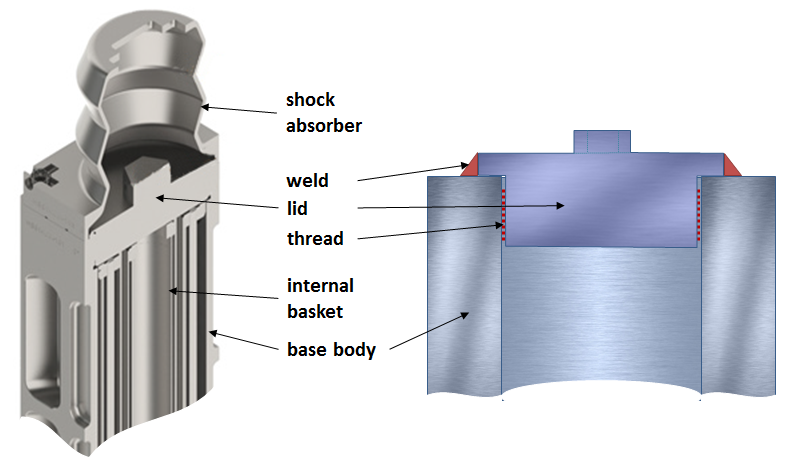 shock
absorber
weld
lid
thread
internal
basket
base body